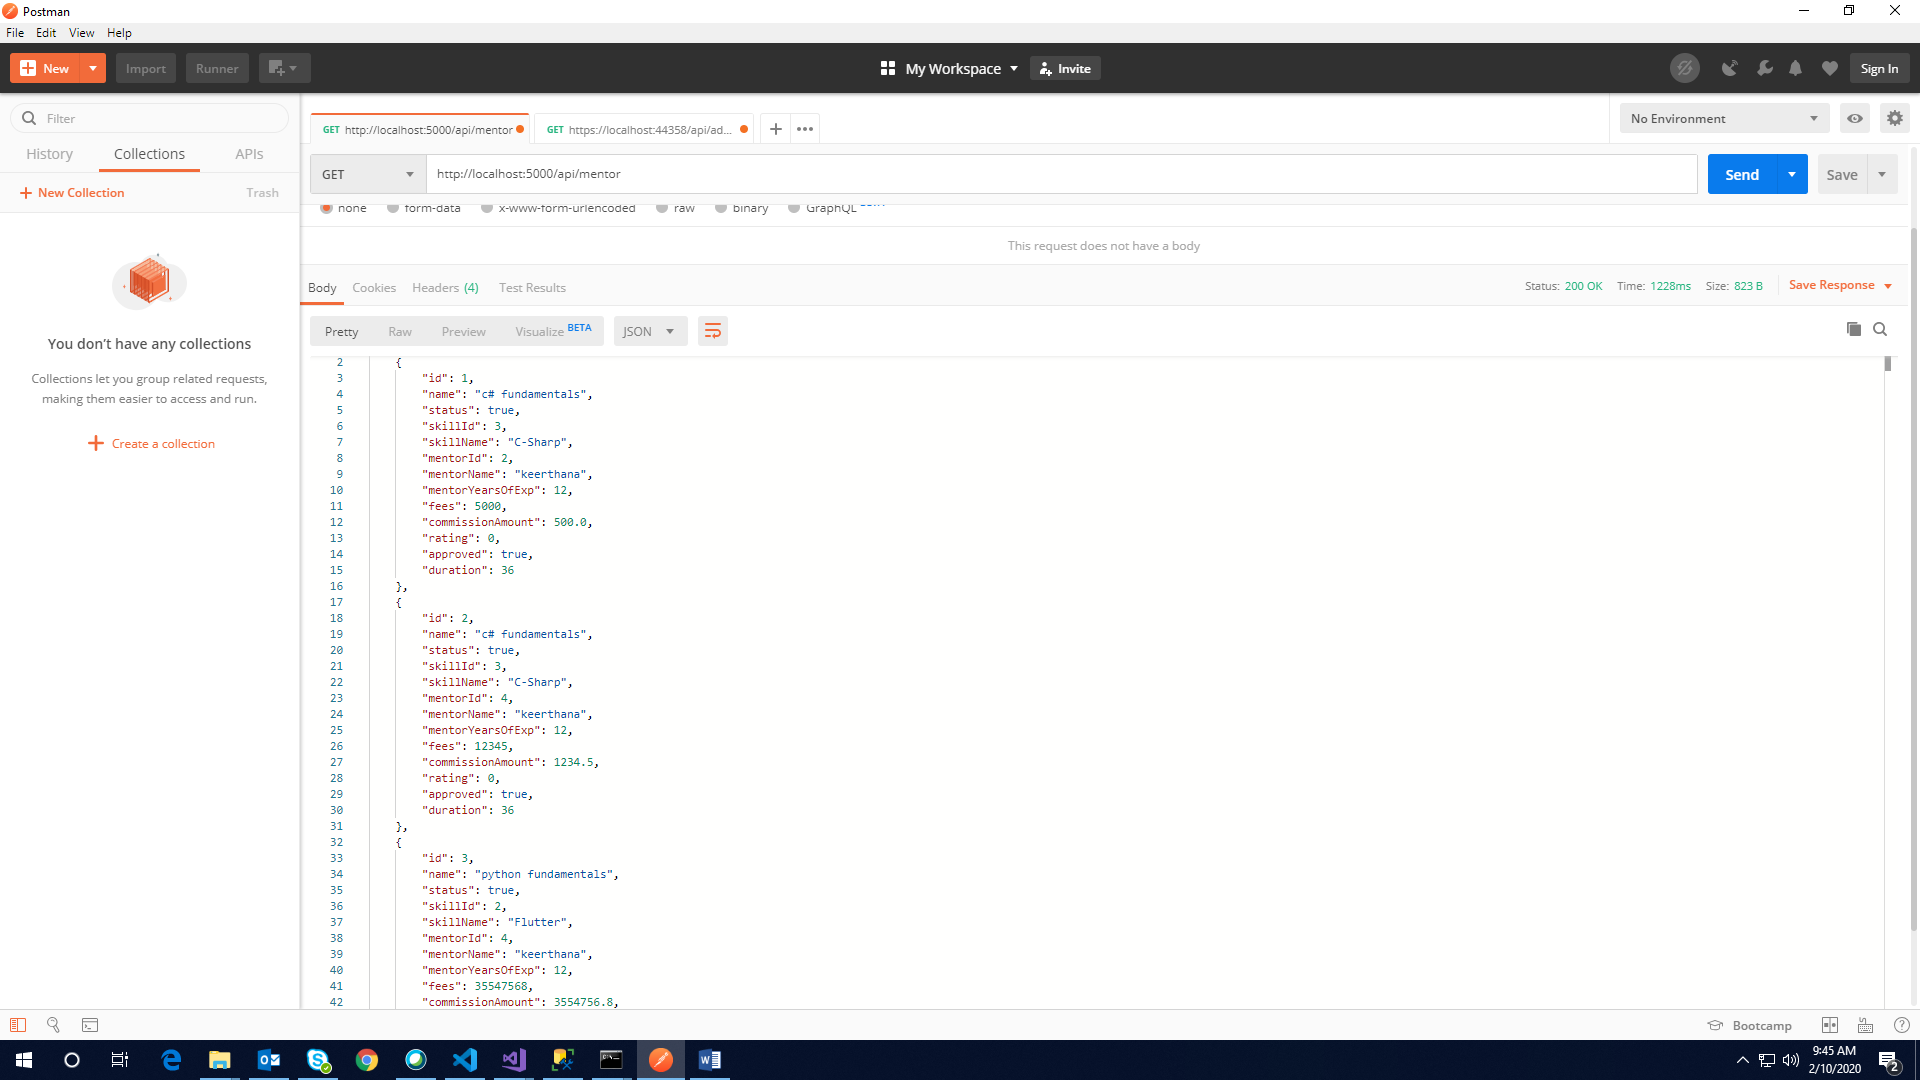 Postman
File Edit View Help
New Import Runner My Workspace Invite Sign In
Filter
History Collections APIs
New Collection Trash
You don't have any collections
Collections let you group related requests,
making them easier to access and run.
Create a collection
GET http://localhost:5000/api/mentor GET https://localhost:44358/api/ad... No Environment
GET http://localhost:5000/api/mentor Send Save
none form-data x-www-form-urlencoded raw binary GraphQL
This request does not have a body
Body Cookies Headers (4) Test Results Status: 200 OK Time: 1228ms Size: 823 B Save Response
Pretty Raw Preview Visualize BETA JSON
2 {
3 "id": 1,
4 "name": "c# fundamentals",
5 "status": true,
6 "skillId": 3,
7 "skillName": "C-Sharp",
8 "mentorId": 2,
9 "mentorName": "keerthana",
10 "mentorYearsOfExp": 12,
11 "fees": 5000,
12 "commissionAmount": 500.0,
13 "rating": 0,
14 "approved": true,
15 "duration": 36
16 },
17 {
18 "id": 2,
19 "name": "c# fundamentals",
20 "status": true,
21 "skillId": 3,
22 "skillName": "C-Sharp",
23 "mentorId": 4,
24 "mentorName": "keerthana",
25 "mentorYearsOfExp": 12,
26 "fees": 12345,
27 "commissionAmount": 1234.5,
28 "rating": 0,
29 "approved": true,
30 "duration": 36
31 },
32 {
33 "id": 3,
34 "name": "python fundamentals",
35 "status": true,
36 "skillId": 2,
37 "skillName": "Flutter",
38 "mentorId": 4,
39 "mentorName": "keerthana",
40 "mentorYearsOfExp": 12,
41 "fees": 35547568,
42 "commissionAmount": 3554756.8,
Bootcamp
9:45 AM
2/10/2020
2